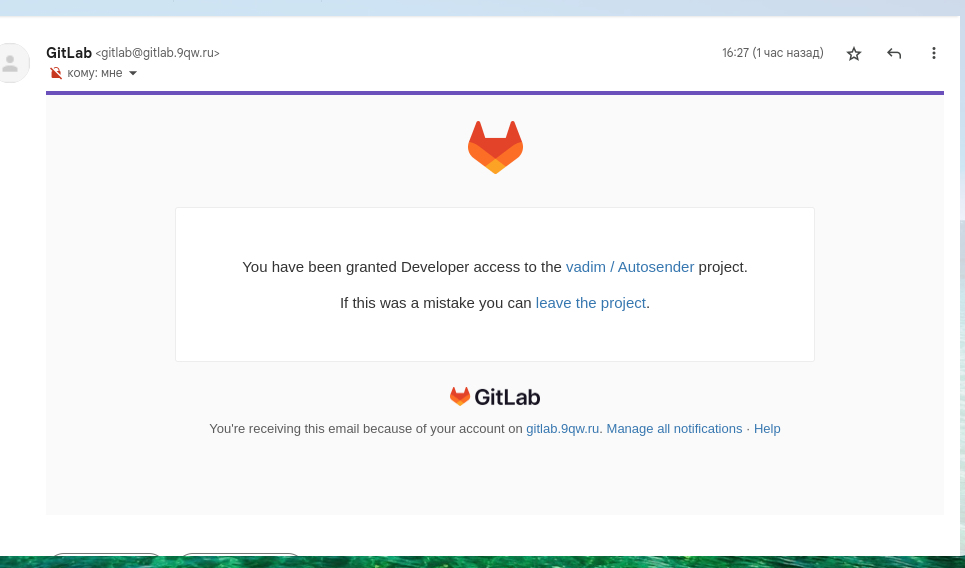 GitLab <gitlab@gitlab.9qw.ru> 16:27 (1 час назад)
кому: мне
You have been granted Developer access to the vadim / Autosender project.
If this was a mistake you can leave the project.
GitLab
You're receiving this email because of your account on gitlab.9qw.ru. Manage all notifications · Help